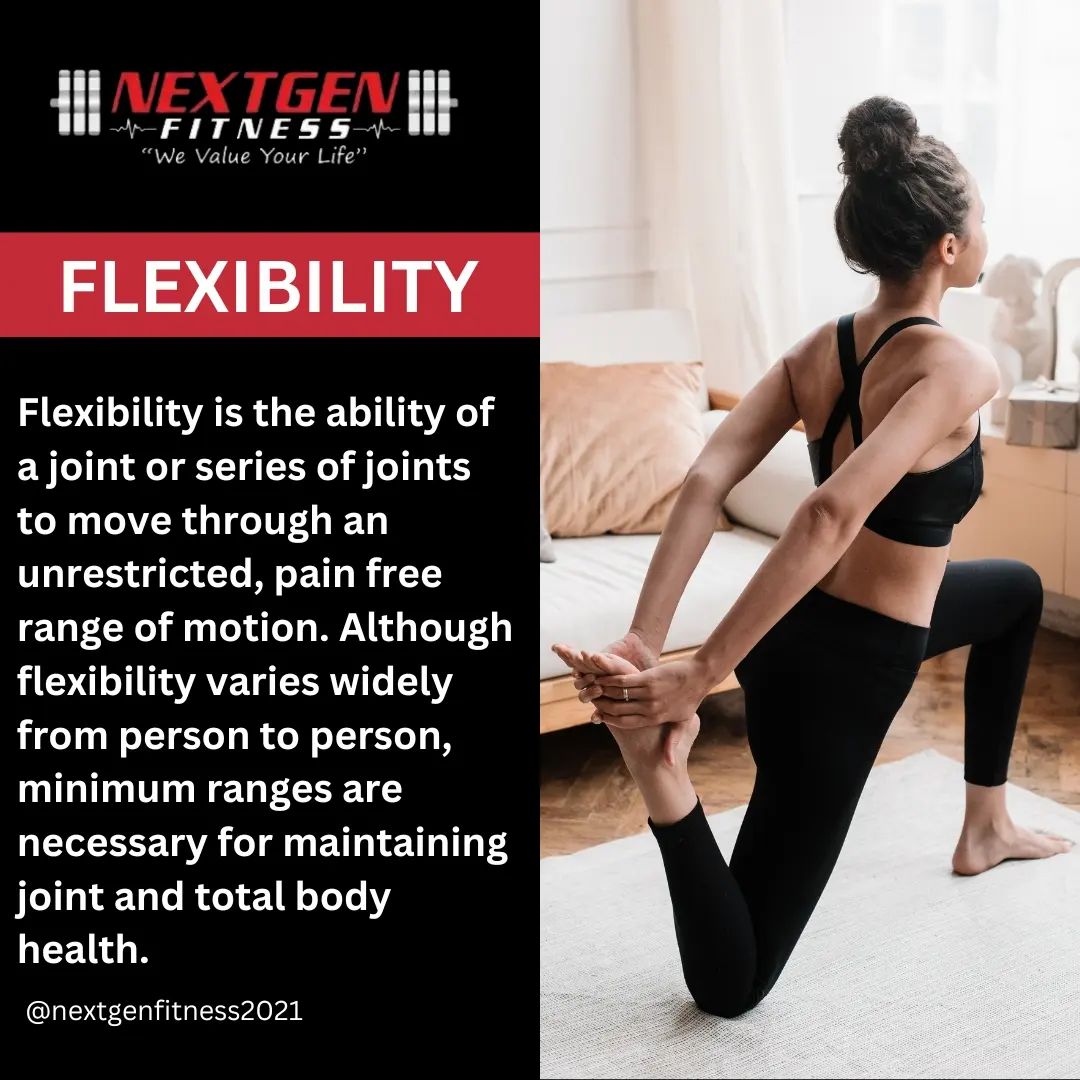 NEXTGEN
FITNESS
“We Value Your Life”
FLEXIBILITY
Flexibility is the ability of
a joint or series of joints
to move through an
unrestricted, pain free
range of motion. Although
flexibility varies widely
from person to person,
minimum ranges are
necessary for maintaining
joint and total body
health.
@nextgenfitness2021